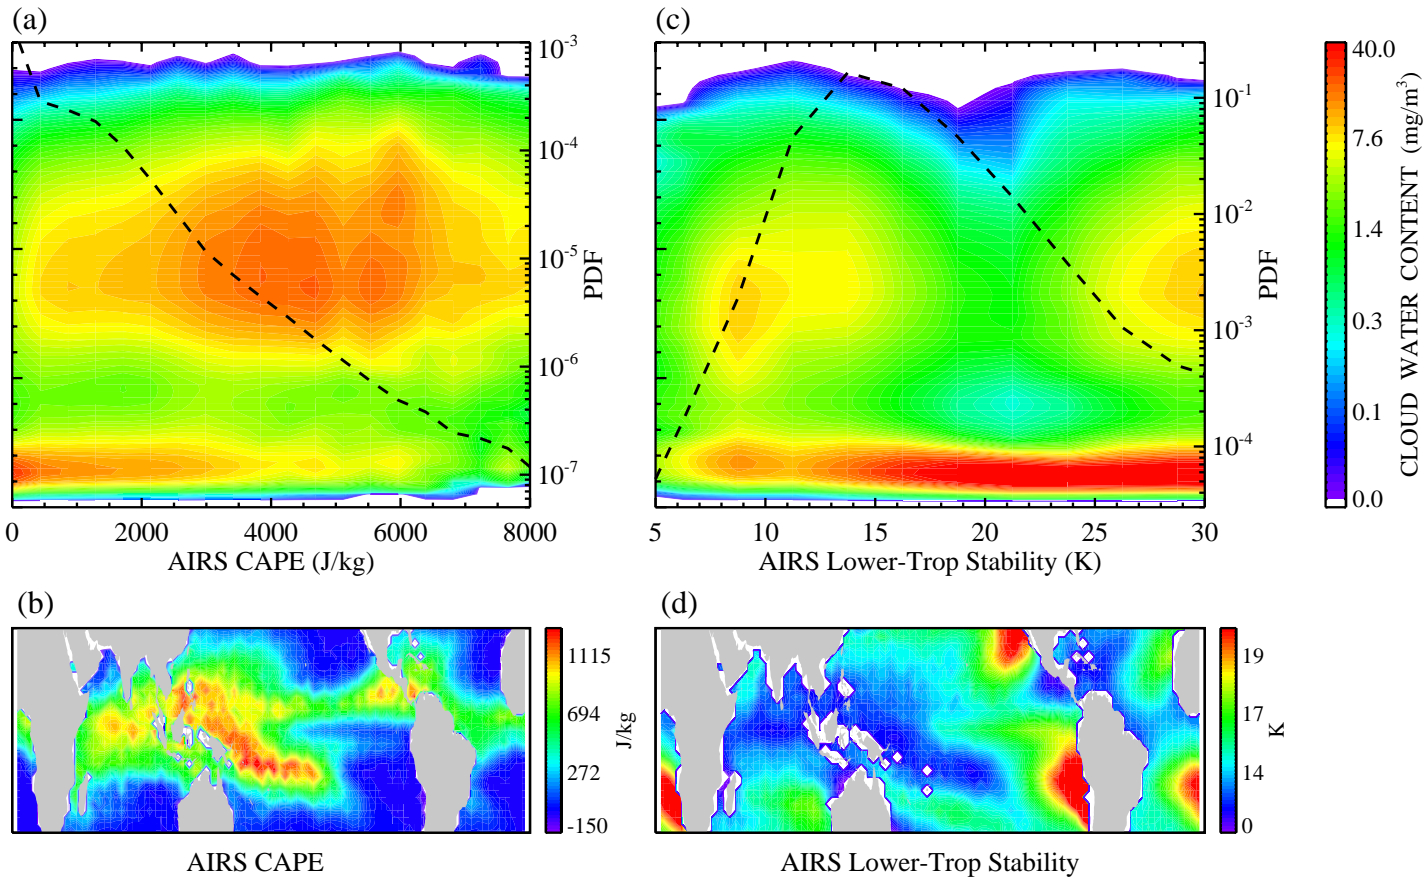 (a)
10-3
10-4
10-5
10-6
10-7
PDF
0 2000 4000 6000 8000
AIRS CAPE (J/kg)
(c)
10-1
10-2
10-3
10-4
PDF
5 10 15 20 25 30
AIRS Lower-Trop Stability (K)
40.0
7.6
1.4
0.3
0.1
0.0
CLOUD WATER CONTENT (mg/m3)
(b)
1115
694
272
-150
J/kg
AIRS CAPE
(d)
19
17
14
0
K
AIRS Lower-Trop Stability